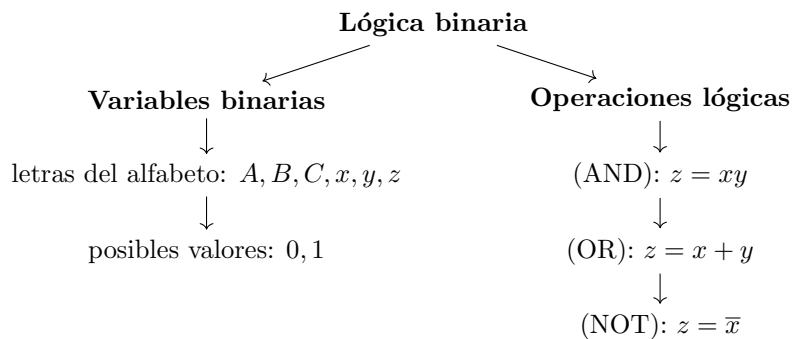 Lógica binaria
Variables binarias
Operaciones lógicas
letras del alfabeto: A, B, C, x, y, z
(AND): z = xy
posibles valores: 0, 1
(OR): z = x + y
(NOT): z = x̅